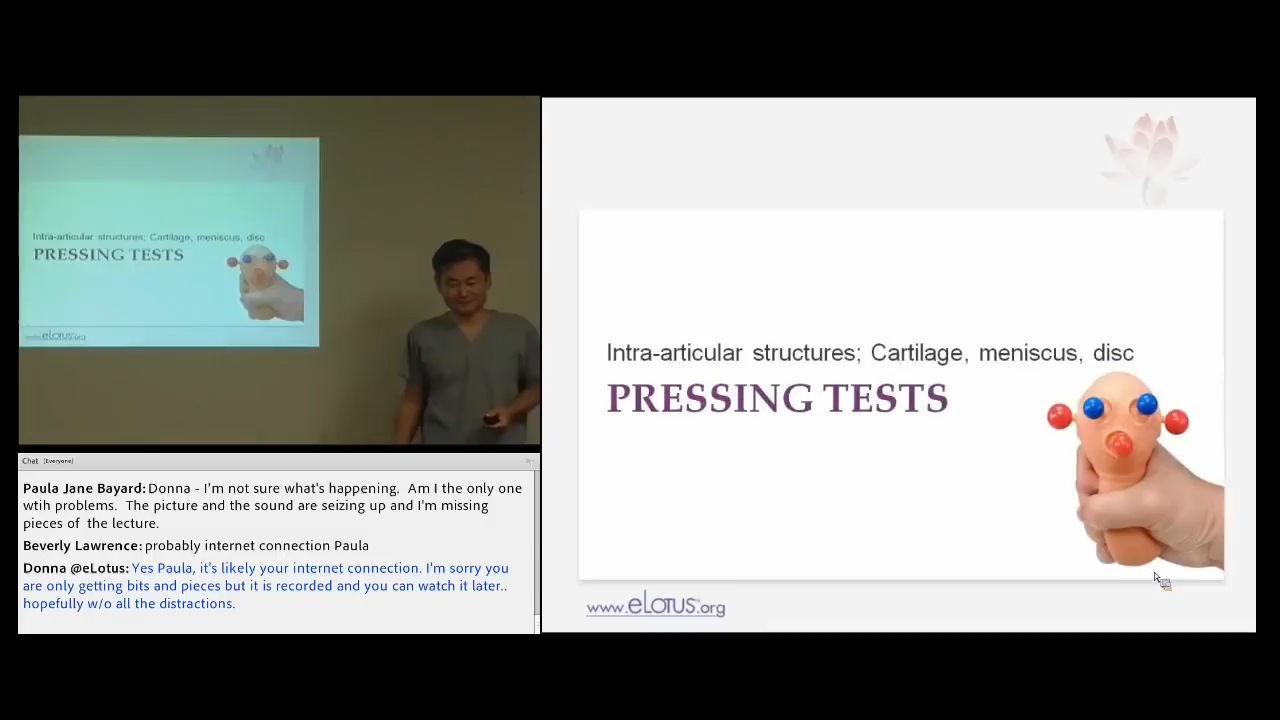 Intra-articular structures; Cartilage, meniscus, disc
PRESSING TESTS
www.eLOTUS.org
Chat (Everyone)
Paula Jane Bayard: Donna - I'm not sure what's happening. Am I the only one
wtih problems. The picture and the sound are seizing up and I'm missing
pieces of the lecture.
Beverly Lawrence: probably internet connection Paula
Donna @eLotus: Yes Paula, it's likely your internet connection. I'm sorry you
are only getting bits and pieces but it is recorded and you can watch it later..
hopefully w/o all the distractions.
Intra-articular structures; Cartilage, meniscus, disc
PRESSING TESTS
www.eLOTUS.org